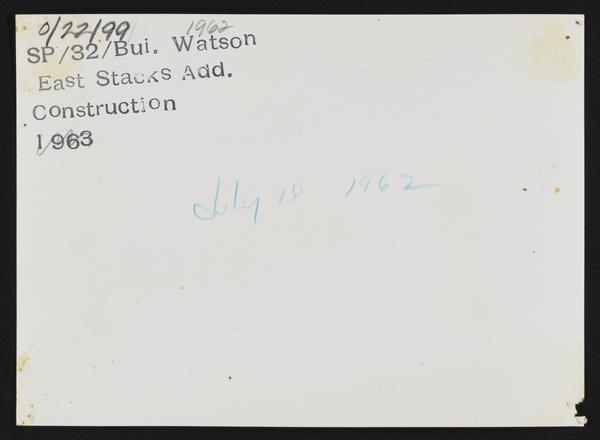 0/22/99 1962
SP/32/Bui. Watson
East Stacks Add.
Construction
1963
July 18 1962